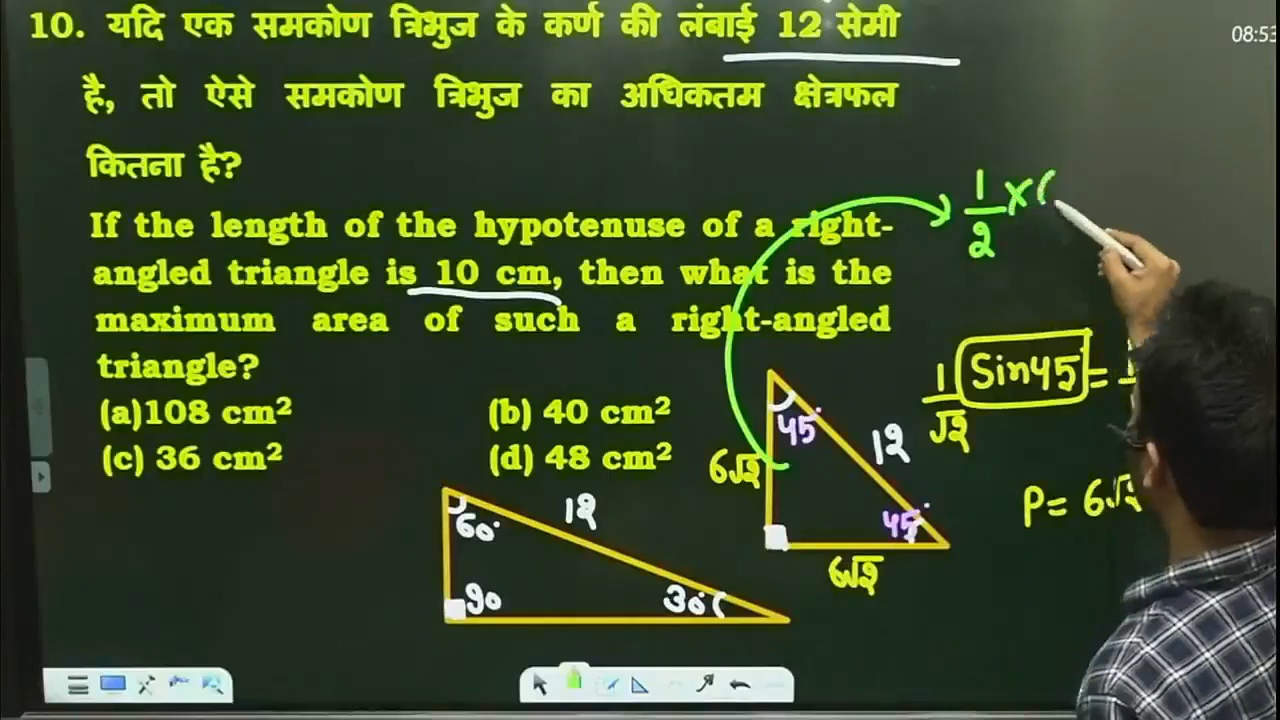 08:53
10. यदि एक समकोण त्रिभुज के कर्ण की लंबाई 12 सेमी
है, तो ऐसे समकोण त्रिभुज का अधिकतम क्षेत्रफल
कितना है?
If the length of the hypotenuse of a right-
angled triangle is 10 cm, then what is the
maximum area of such a right-angled
triangle?
(a)108 cm² (b) 40 cm²
(c) 36 cm² (d) 48 cm²
1/2 ×
1/√2 Sin45 =
P= 6√2
45°
12
6√2
45°
6√2
60°
12
90
30°